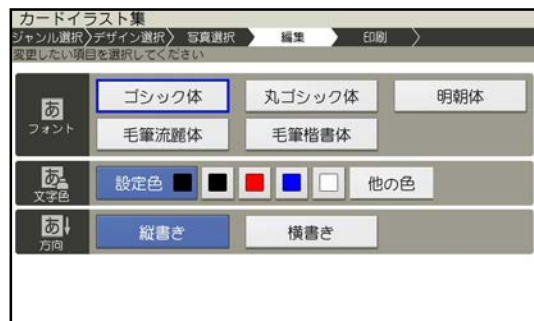 カードイラスト集
ジャンル選択〉デザイン選択〉 写真選択 編集 印刷 〉
変更したい項目を選択してください
あ
フォント
ゴシック体 丸ゴシック体 明朝体
毛筆流麗体 毛筆楷書体
あ
文字色
設定色 他の色
あ↓
方向
縦書き 横書き